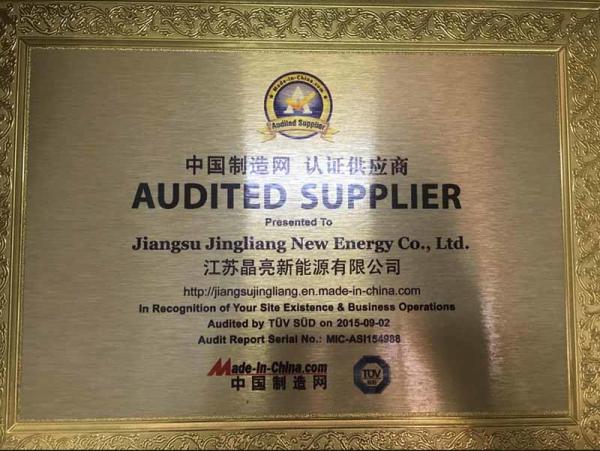 Made-in-China.com
Audited Supplier
中国制造网 认证供应商
AUDITED SUPPLIER
Presented To
Jiangsu Jingliang New Energy Co., Ltd.
江苏晶亮新能源有限公司
http://jiangsujingliang.en.made-in-china.com
In Recognition of Your Site Existence & Business Operations
Audited by TÜV SÜD on 2015-09-02
Audit Report Serial No.: MIC-ASI154988
Made-in-China.com
中国制造网
TÜV